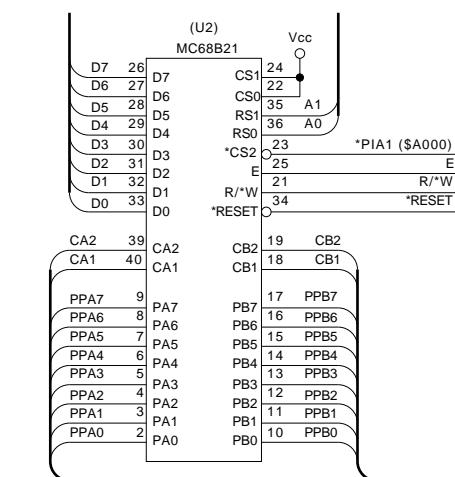 (U2)
MC68B21
Vcc
D7 26 D7 CS1 24
D6 27 D6 CS0 22
D5 28 D5 RS1 35 A1
D4 29 D4 RS0 36 A0
D3 30 D3 *CS2 23 *PIA1 ($A000)
D2 31 D2 E 25 E
D1 32 D1 R/*W 21 R/*W
D0 33 D0 *RESET 34 *RESET
CA2 39 CA2 CB2 19 CB2
CA1 40 CA1 CB1 18 CB1
PPA7 9 PA7 PB7 17 PPB7
PPA6 8 PA6 PB6 16 PPB6
PPA5 7 PA5 PB5 15 PPB5
PPA4 6 PA4 PB4 14 PPB4
PPA3 5 PA3 PB3 13 PPB3
PPA2 4 PA2 PB2 12 PPB2
PPA1 3 PA1 PB1 11 PPB1
PPA0 2 PA0 PB0 10 PPB0